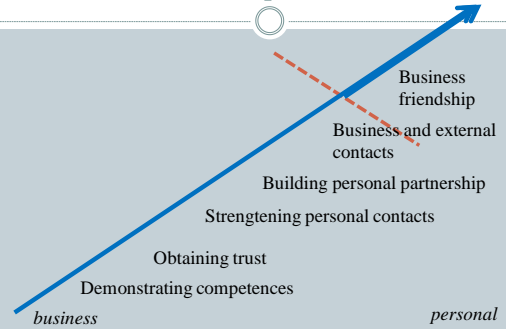 Business
friendship
Business and external
contacts
Building personal partnership
Strengtening personal contacts
Obtaining trust
Demonstrating competences
business
personal